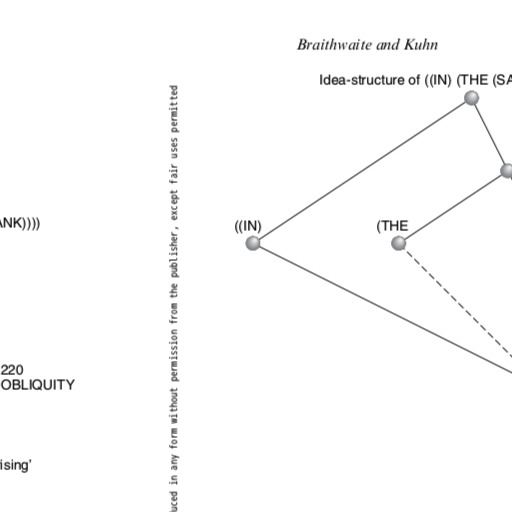 ANK))))
220
OBLIQUITY
ising'
uced in any form without permission from the publisher, except fair uses permitted
Braithwaite and Kuhn
Idea-structure of ((IN) (THE (SA
((IN)
(THE